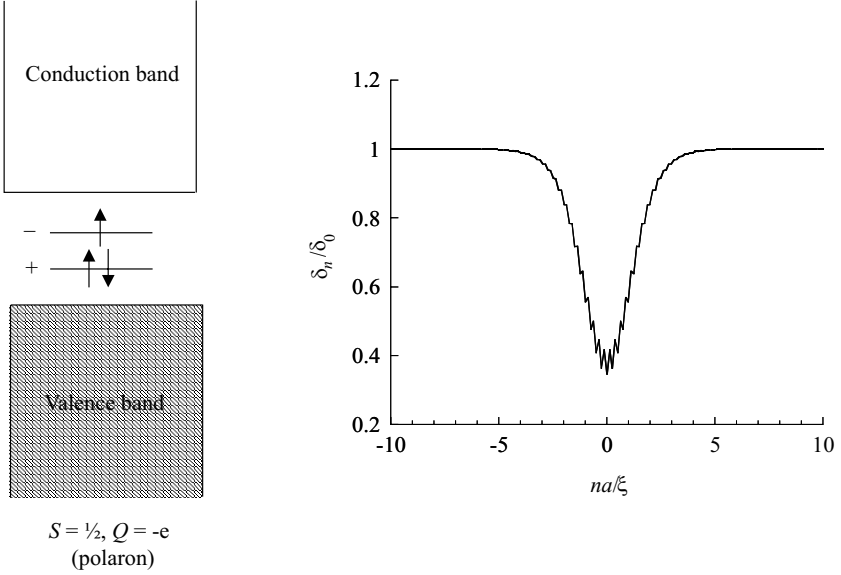 Conduction band
−
+
Valence band
S = ½, Q = -e
(polaron)
1.2
1
0.8
0.6
0.4
0.2
-10
-5
0
5
10
δn/δ0
na/ξ